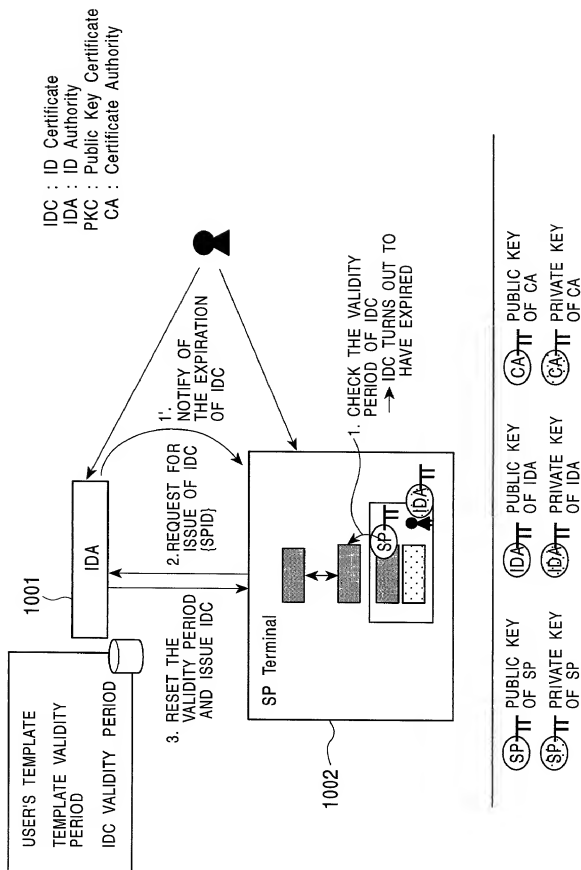 IDC : ID Certificate
IDA : ID Authority
PKC : Public Key Certificate
CA : Certificate Authority
USER'S TEMPLATE
TEMPLATE VALIDITY
PERIOD
IDC VALIDITY PERIOD
1001
IDA
1'. NOTIFY OF
THE EXPIRATION
OF IDC
2. REQUEST FOR
ISSUE OF IDC
{SPID}
3. RESET THE
VALIDITY PERIOD
AND ISSUE IDC
SP Terminal
1002
SP
IDA
1. CHECK THE VALIDITY
PERIOD OF IDC
→ IDC TURNS OUT TO
HAVE EXPIRED
SP PUBLIC KEY
OF SP
IDA PUBLIC KEY
OF IDA
CA PUBLIC KEY
OF CA
SP PRIVATE KEY
OF SP
IDA PRIVATE KEY
OF IDA
CA PRIVATE KEY
OF CA